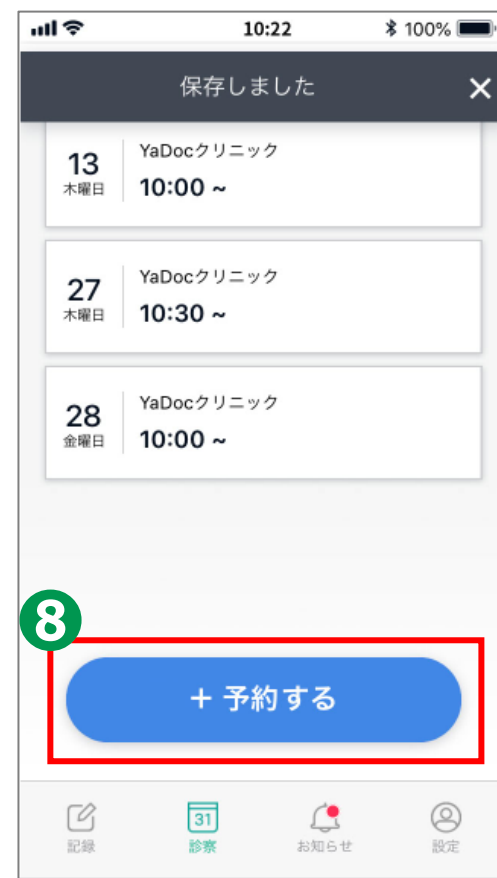 10:22
100%
保存しました
×
13
木曜日
YaDocクリニック
10:00 ~
27
木曜日
YaDocクリニック
10:30 ~
28
金曜日
YaDocクリニック
10:00 ~
8
+ 予約する
31
記録
診察
お知らせ
設定